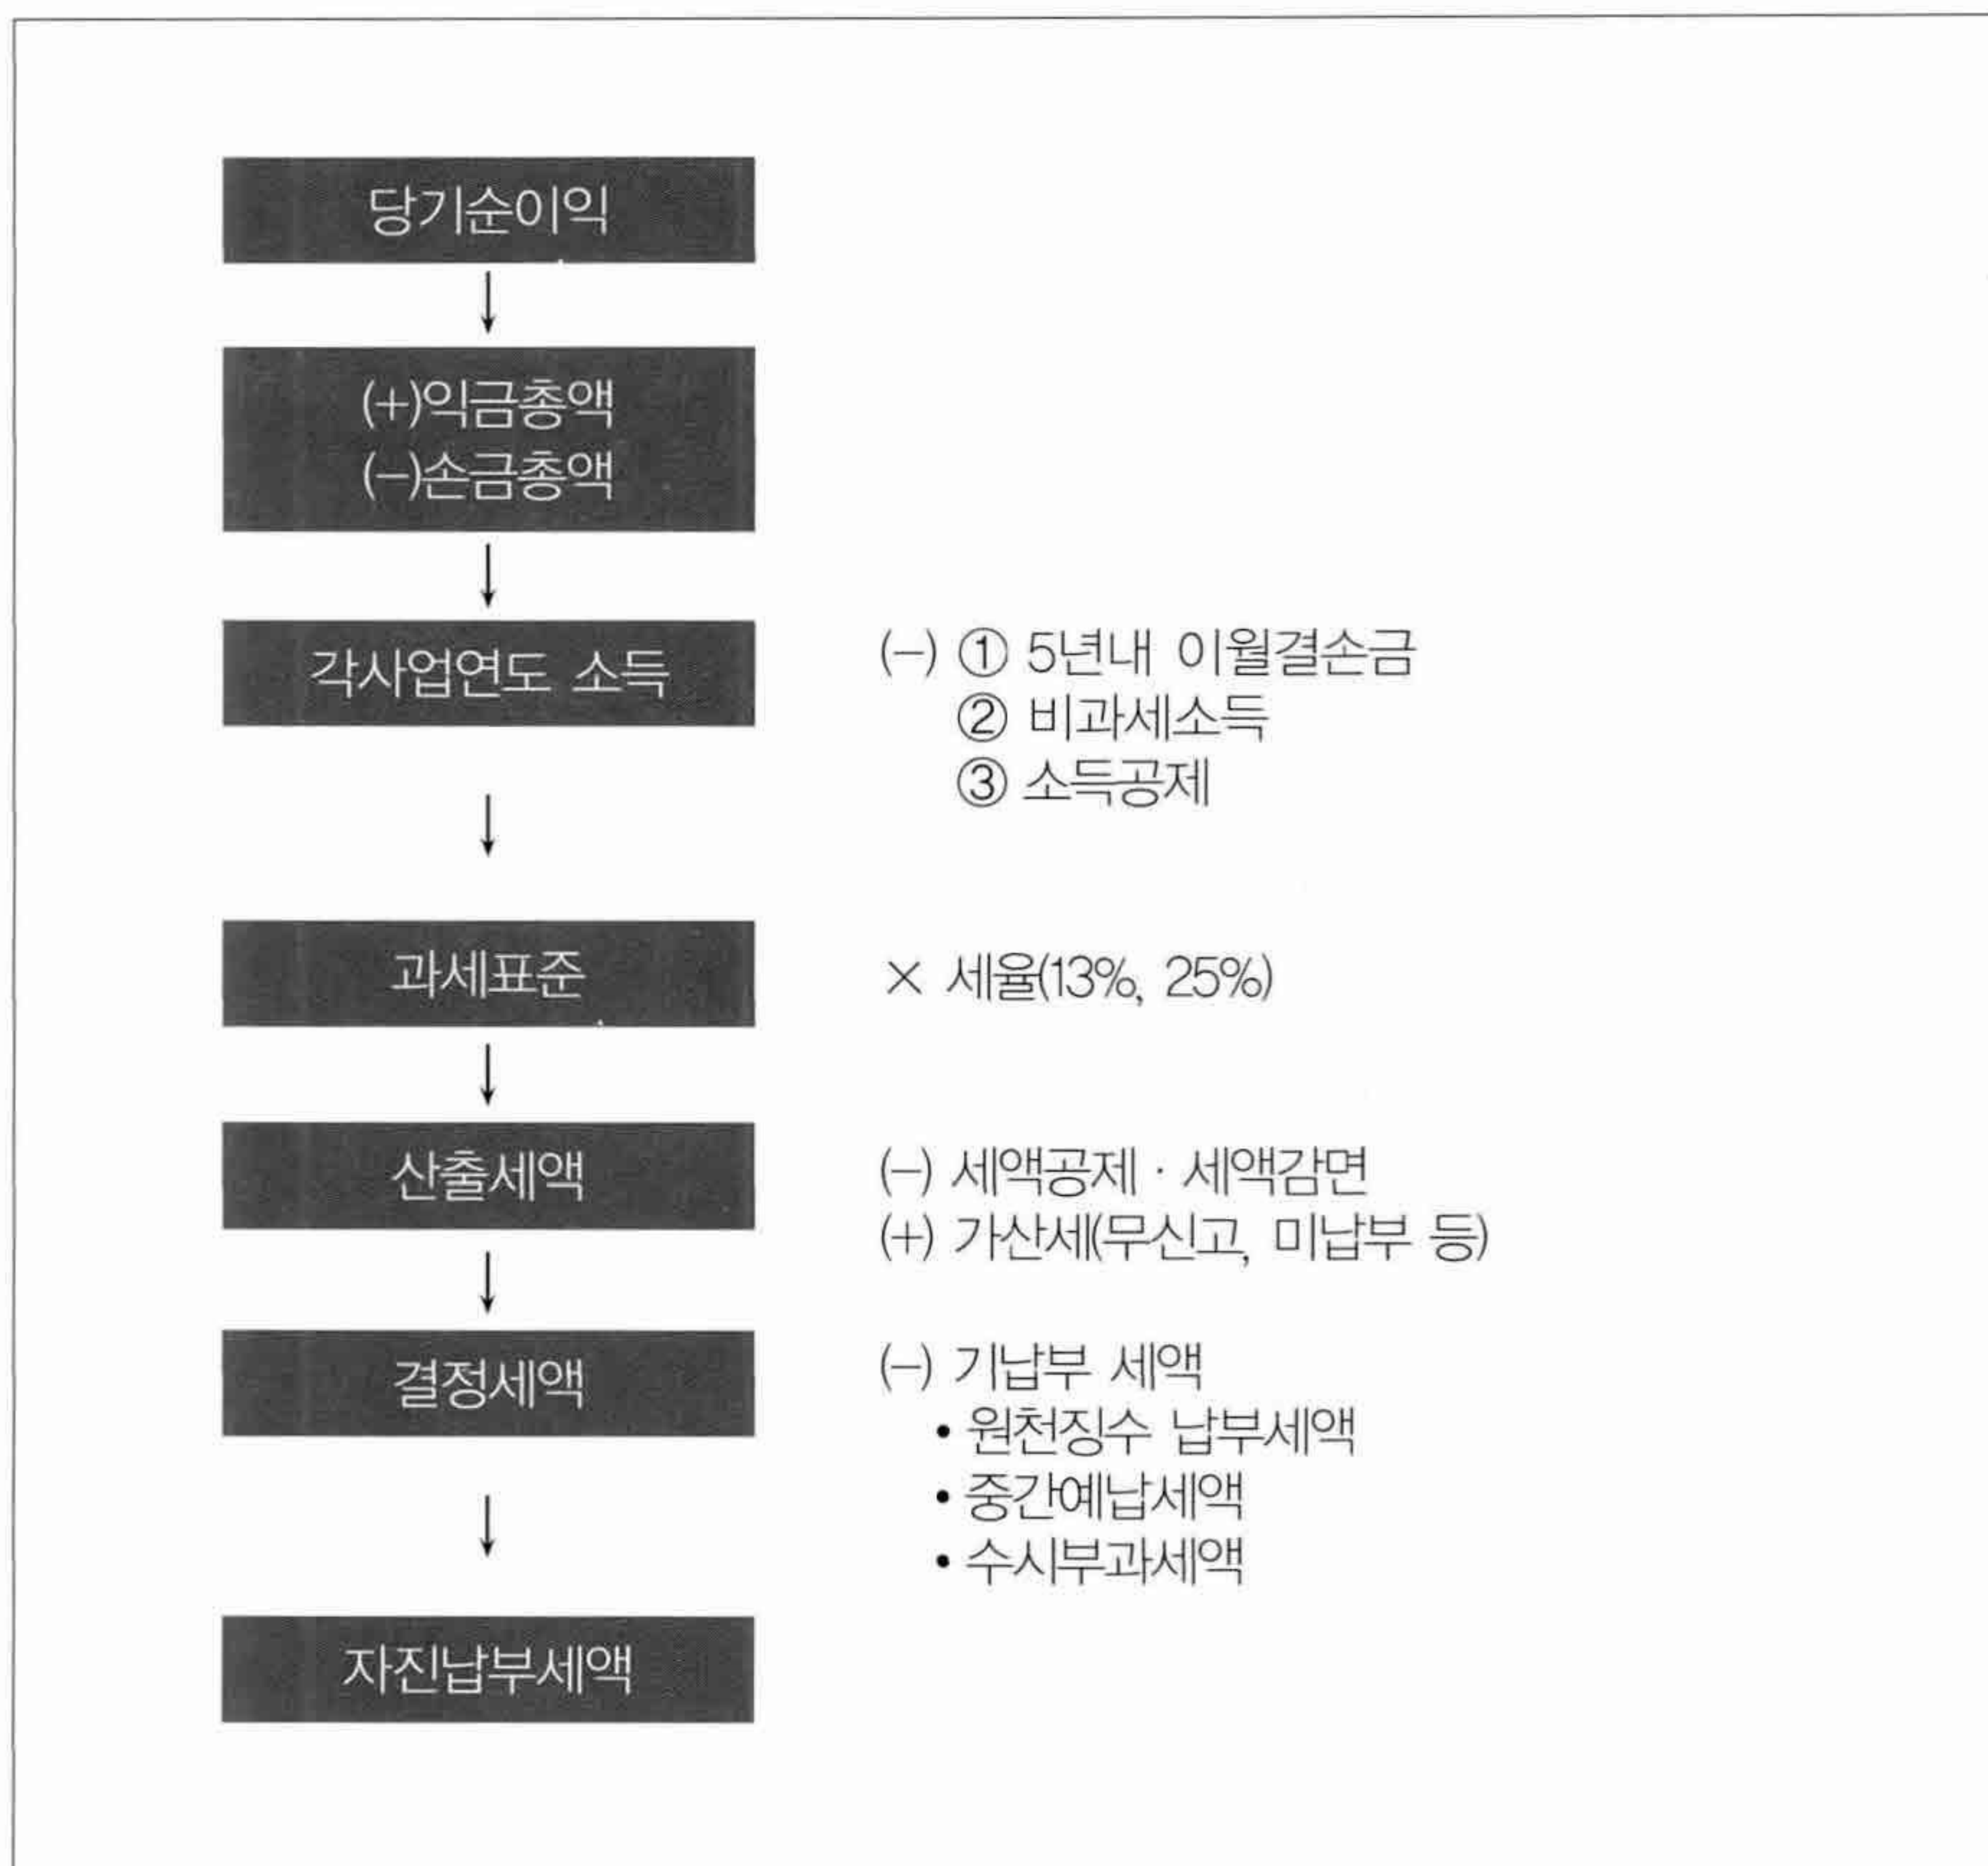 당기순이익
(+)익금총액
(−)손금총액
각사업연도 소득
(−) ① 5년내 이월결손금
② 비과세소득
③ 소득공제
과세표준
× 세율(13%, 25%)
산출세액
(−) 세액공제 · 세액감면
(+) 가산세(무신고, 미납부 등)
결정세액
(−) 기납부 세액
• 원천징수 납부세액
• 중간예납세액
• 수시부과세액
자진납부세액